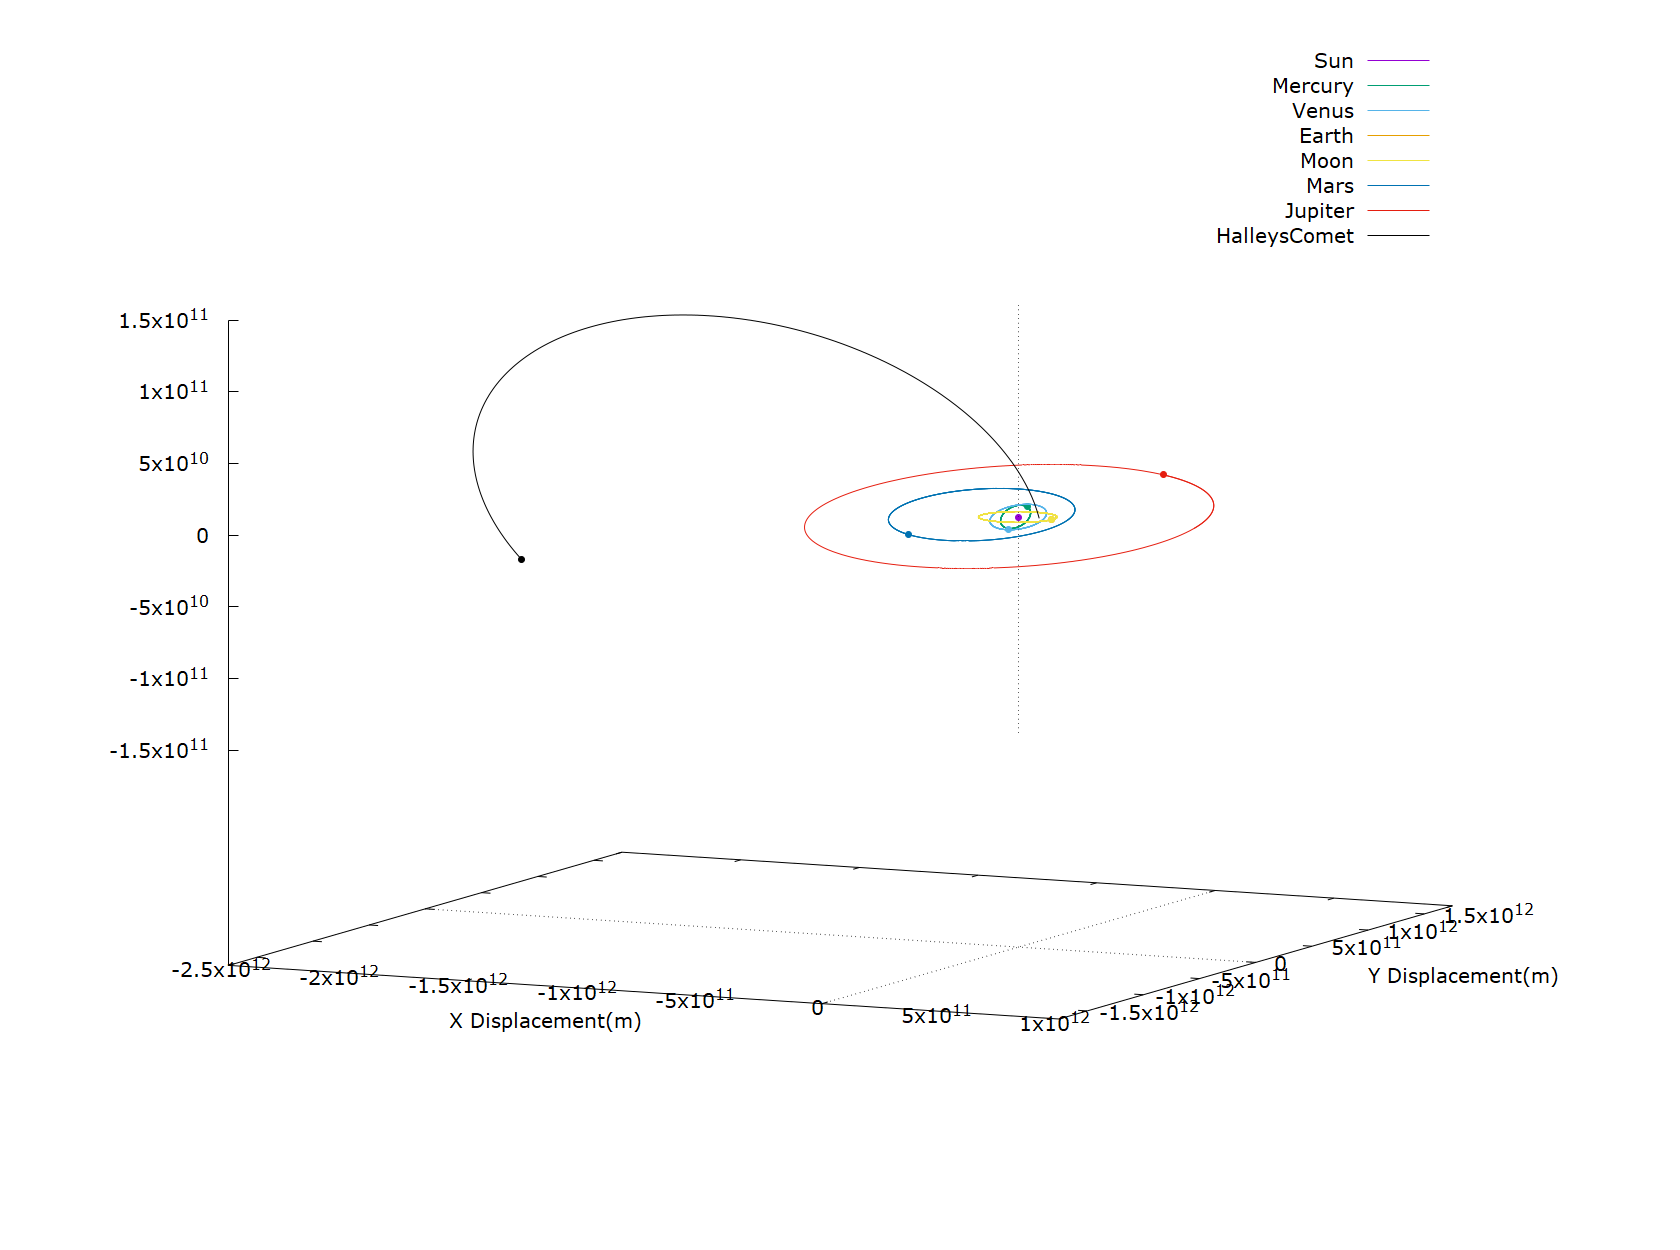 Sun
Mercury
Venus
Earth
Moon
Mars
Jupiter
HalleysComet
1.5x10^11
1x10^11
5x10^10
0
-5x10^10
-1x10^11
-1.5x10^11
-2.5x10^12
-2x10^12
-1.5x10^12
-1x10^12
-5x10^11
0
5x10^11
1x10^12
X Displacement(m)
-1.5x10^12
-1x10^12
-5x10^11
0
5x10^11
1x10^12
1.5x10^12
Y Displacement(m)